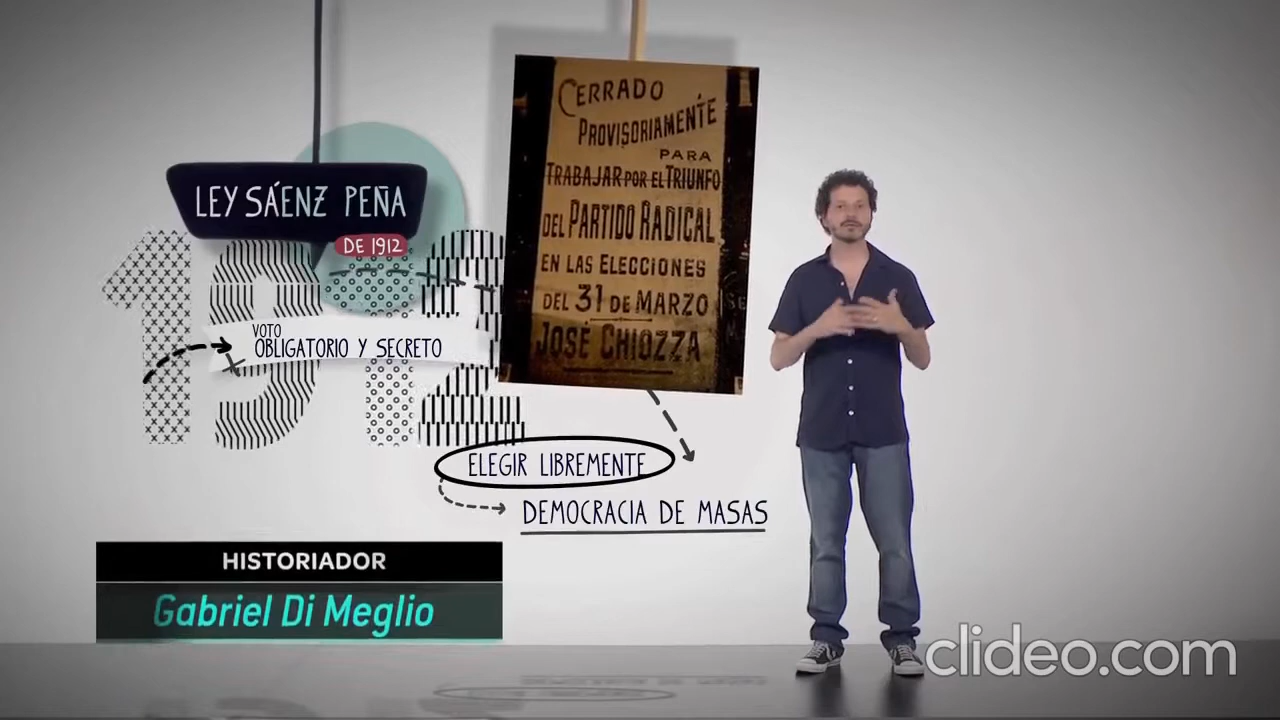 LEY SÁENZ PEÑA
DE 1912
1912
VOTO
OBLIGATORIO Y SECRETO
CERRADO
PROVISORIAMENTE
PARA
TRABAJAR POR EL TRIUNFO
DEL PARTIDO RADICAL
EN LAS ELECCIONES
DEL 31 DE MARZO
JOSÉ CHIOZZA
ELEGIR LIBREMENTE
DEMOCRACIA DE MASAS
HISTORIADOR
Gabriel Di Meglio
clideo.com